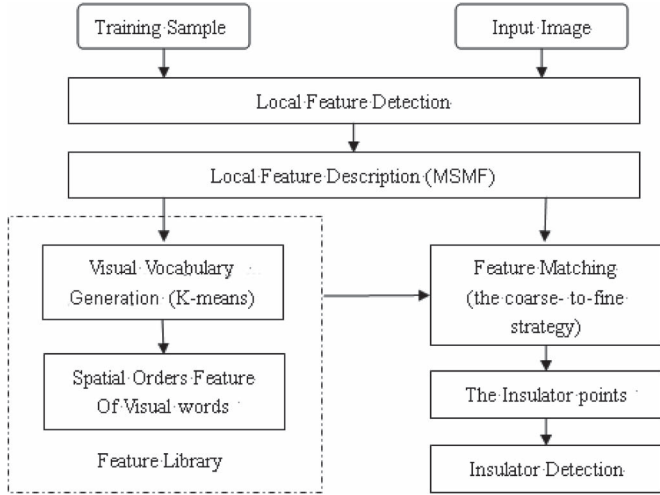 Training Sample
Input Image
Local Feature Detection
Local Feature Description (MSMF)
Visual Vocabulary
Generation (K-means)
Spatial Orders Feature
Of Visual words
Feature Library
Feature Matching
(the coarse- to-fine
strategy)
The Insulator points
Insulator Detection